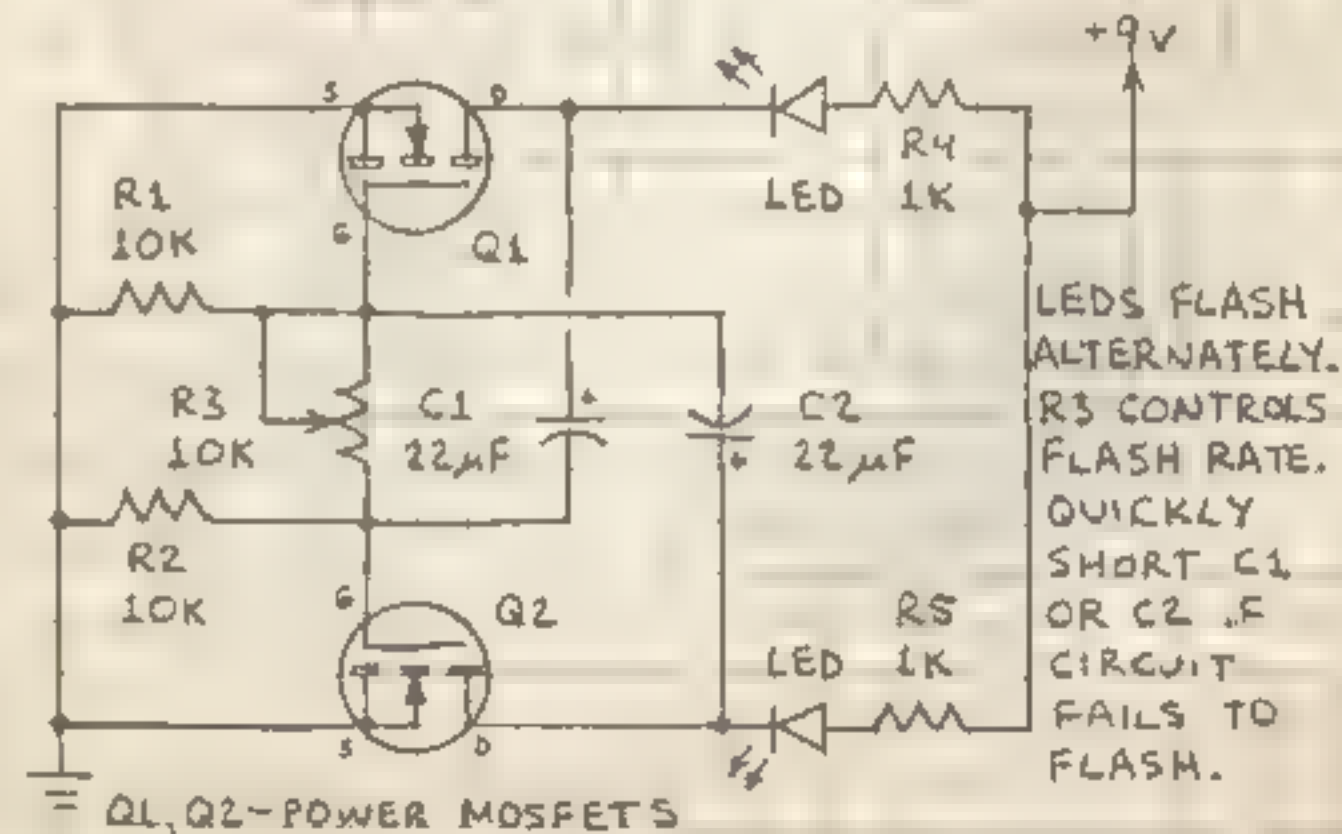 +9V
S
D
R4
1K
LED
R1
10K
G
Q1
LEDS FLASH
ALTERNATELY.
R3 CONTROLS
FLASH RATE.
QUICKLY
SHORT C1
OR C2 IF
CIRCUIT
FAILS TO
FLASH.
R3
10K
C1
22µF
+
C2
22µF
+
R2
10K
G
Q2
R5
1K
LED
S
D
Q1, Q2-POWER MOSFETS